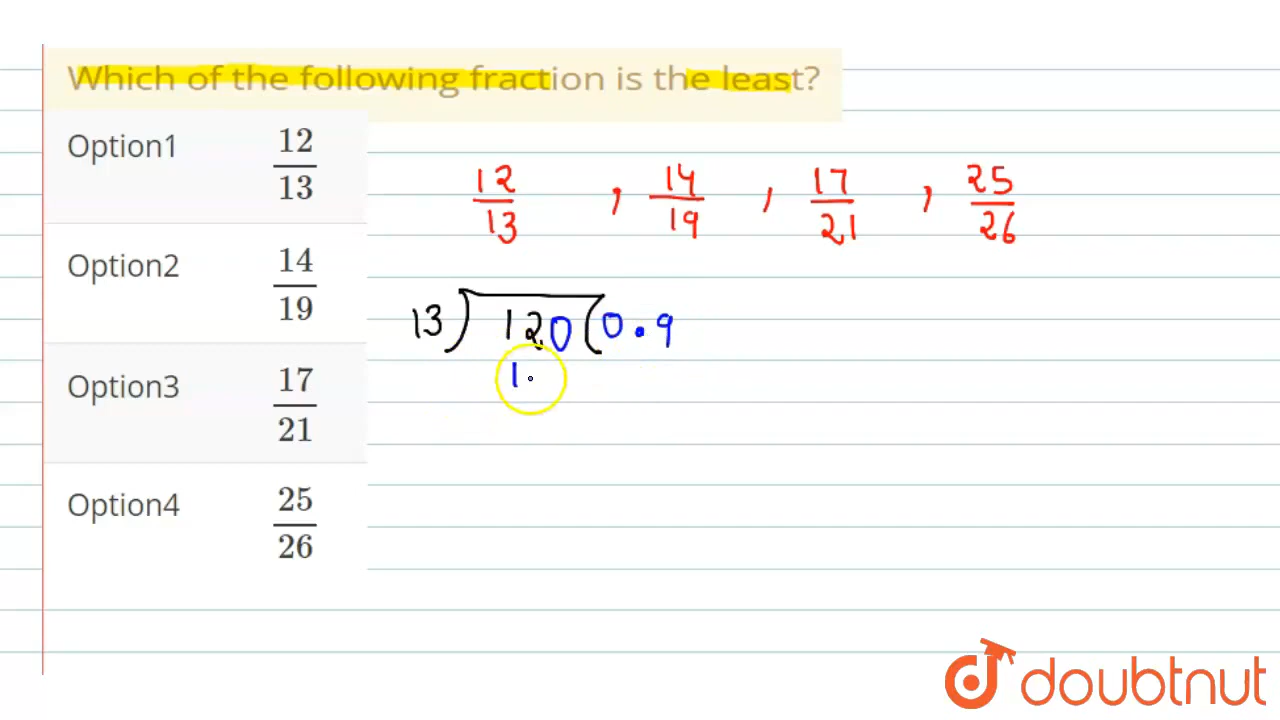 Which of the following fraction is the least?
Option1 12/13
12/13 , 14/19 , 17/21 , 25/26
Option2 14/19
13 ) 120 ( 0.9
1
Option3 17/21
Option4 25/26
doubtnut